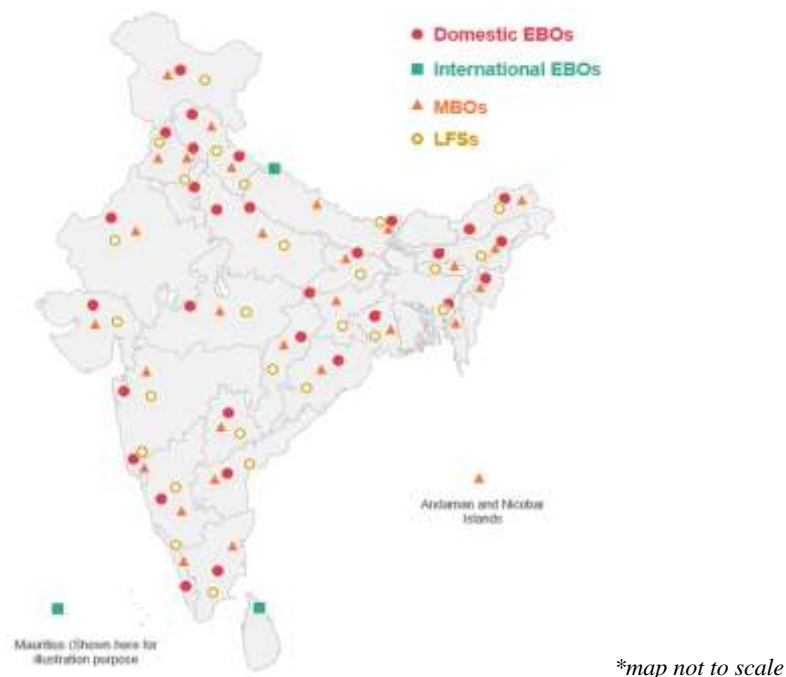 Domestic EBOs
International EBOs
MBOs
LFSs
Andaman and Nicobar
Islands
Mauritius (Shown here for
illustration purpose
*map not to scale